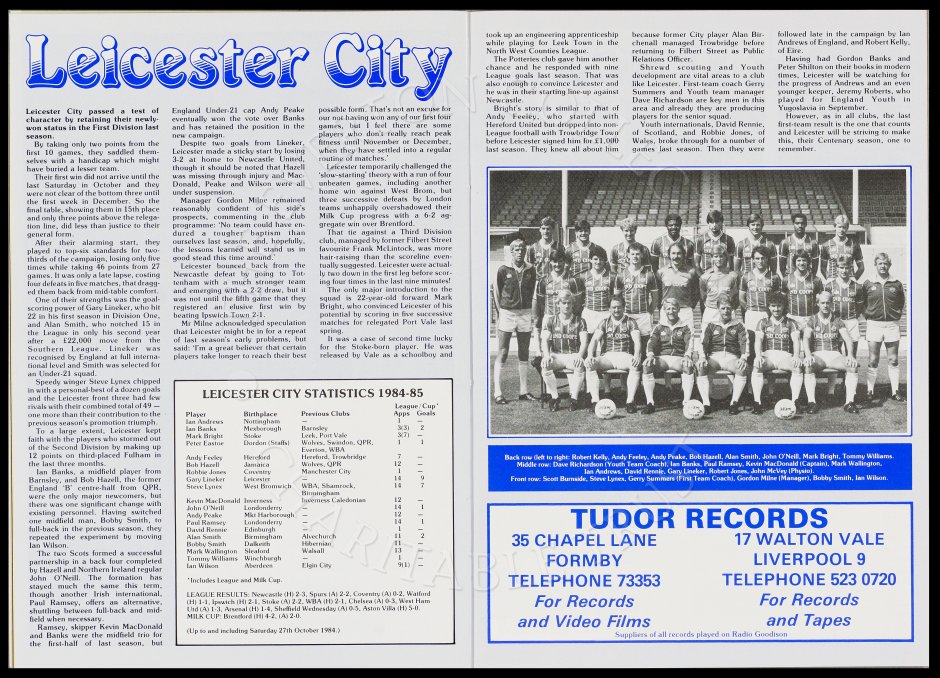 Leicester City
Leicester City passed a test of
character by retaining their newly-
won status in the First Division last
season.
By taking only two points from the
first 10 games, they saddled them-
selves with a handicap which might
have buried a lesser team.
Their first win did not arrive until the
last Saturday in October and they
were not clear of the bottom three until
the first week in December. So the
final table, showing them in 15th place
and only three points above the relega-
tion line, did less than justice to their
general form.
After their alarming start, they
played to top-six standards for two-
thirds of the campaign, losing only five
times while taking 46 points from 27
games. It was only a late lapse, costing
four defeats in five matches, that drag-
ged them back from mid-table comfort.
One of their strengths was the goal-
scoring power of Gary Lineker, who hit
22 in his first season in Division One,
and Alan Smith, who notched 15 in
the League in only his second year
after a £22,000 move from the
Southern League. Lineker was
recognised by England at full interna-
tional level and Smith was selected for
an Under-21 squad.
Speedy winger Steve Lynex chipped
in with a personal-best of a dozen goals
and the Leicester front three had few
rivals with their combined total of 49 —
one more than their contribution to the
previous season's promotion triumph.
To a large extent, Leicester kept
faith with the players who stormed out
of the Second Division by making up
12 points on third-placed Fulham in
the last three months.
Ian Banks, a midfield player from
Barnsley, and Bob Hazell, the former
England 'B' centre-half from QPR,
were the only major newcomers, but
there was one significant change with
existing personnel. Having switched
one midfield man, Bobby Smith, to
full-back in the previous season, they
repeated the experiment by moving
Ian Wilson.
The two Scots formed a successful
partnership in a back four completed
by Hazell and Northern Ireland regular
John O'Neill. The formation has
stayed much the same this term,
though another Irish international,
Paul Ramsey, offers an alternative,
shuttling between full-back and mid-
field when necessary.
Ramsey, skipper Kevin MacDonald
and Banks were the midfield trio for
the first-half of last season, but
England Under-21 cap Andy Peake
eventually won the vote over Banks
and has retained the position in the
new campaign.
Despite two goals from Lineker,
Leicester made a sticky start by losing
3-2 at home to Newcastle United,
though it should be noted that Hazell
was missing through injury and Mac-
Donald, Peake and Wilson were all
under suspension.
Manager Gordon Milne remained
reasonably confident of his side's
prospects, commenting in the club
programme: 'No team could have en-
dured a tougher baptism than
ourselves last season, and, hopefully,
the lessons learned will stand us in
good stead this time around.'
Leicester bounced back from the
Newcastle defeat by going to Tot-
tenham with a much stronger team
and emerging with a 2-2 draw, but it
was not until the fifth game that they
registered an elusive first win by
beating Ipswich Town 2-1.
Mr Milne acknowledged speculation
that Leicester might be in for a repeat
of last season's early problems, but
said: 'I'm a great believer that certain
players take longer to reach their best
possible form. That's not an excuse for
our not having won any of our first four
games, but I feel there are some
players who don't really reach peak
fitness until November or December,
when they have settled into a regular
routine of matches.'
Leicester temporarily challenged the
'slow-starting' theory with a run of four
unbeaten games, including another
home win against West Brom, but
three successive defeats by London
teams unhappily overshadowed their
Milk Cup progress with a 6-2 ag-
gregate win over Brentford.
That tie against a Third Division
club, managed by former Filbert Street
favourite Frank McLintock, was more
hair-raising than the scoreline even-
tually suggested. Leicester were actual-
ly two down in the first leg before scor-
ing four times in the last nine minutes!
The only major introduction to the
squad is 22-year-old forward Mark
Bright, who convinced Leicester of his
potential by scoring in five successive
matches for relegated Port Vale last
spring.
It was a case of second time lucky
for the Stoke-born player. He was
released by Vale as a schoolboy and
LEICESTER CITY STATISTICS 1984-85
League/Cup*
Player Birthplace Previous Clubs Apps Goals
Ian Andrews Nottingham — 1 —
Ian Banks Mexborough Barnsley 3(3) 2
Mark Bright Stoke Leek, Port Vale 3(7) —
Peter Eastoe Dordon (Staffs) Wolves, Swindon, QPR, 1 1
Everton, WBA
Andy Feeley Hereford Hereford, Trowbridge 7 —
Bob Hazell Jamaica Wolves, QPR 12 —
Robbie Jones Coventry Manchester City 1 —
Gary Lineker Leicester — 14 9
Steve Lynex West Bromwich WBA, Shamrock, 14 7
Birmingham
Kevin MacDonald Inverness Inverness Caledonian 12 —
John O'Neill Londonderry — 14 1
Andy Peake Mkt Harborough — 12 —
Paul Ramsey Londonderry — 14 1
David Rennie Edinburgh — 1 —
Alan Smith Birmingham Alvechurch 11 2
Bobby Smith Dalkeith Hibernian 11 —
Mark Wallington Sleaford Walsall 13 —
Tommy Williams Winchburgh — 1 —
Ian Wilson Aberdeen Elgin City 9(1) —
*Includes League and Milk Cup.
LEAGUE RESULTS: Newcastle (H) 2-3, Spurs (A) 2-2, Coventry (A) 0-2, Watford
(H) 1-1, Ipswich (H) 2-1, Stoke (A) 2-2, WBA (H) 2-1, Chelsea (A) 0-3, West Ham
Utd (A) 1-3, Arsenal (H) 1-4, Sheffield Wednesday (A) 0-5, Aston Villa (H) 5-0.
MILK CUP: Brentford (H) 4-2, (A) 2-0.
(Up to and including Saturday 27th October 1984.)
took up an engineering apprenticeship
while playing for Leek Town in the
North West Counties League.
The Potteries club gave him another
chance and he responded with nine
League goals last season. That was
also enough to convince Leicester and
he was in their starting line-up against
Newcastle.
Bright's story is similar to that of
Andy Feeley, who started with
Hereford United but dropped into non-
League football with Trowbridge Town
before Leicester signed him for £1,000
last season. They knew all about him
because former City player Alan Bir-
chenall managed Trowbridge before
returning to Filbert Street as Public
Relations Officer.
Shrewd scouting and Youth
development are vital areas to a club
like Leicester. First-team coach Gerry
Summers and Youth team manager
Dave Richardson are key men in this
area and already they are producing
players for the senior squad.
Youth internationals, David Rennie,
of Scotland, and Robbie Jones, of
Wales, broke through for a number of
games last season. Then they were
followed late in the campaign by Ian
Andrews of England, and Robert Kelly,
of Eire.
Having had Gordon Banks and
Peter Shilton on their books in modern
times, Leicester will be watching for
the progress of Andrews and an even
younger keeper, Jeremy Roberts, who
played for England Youth in
Yugoslavia in September.
However, as in all clubs, the last
first-team result is the one that counts
and Leicester will be striving to make
this, their Centenary season, one to
remember.
Back row (left to right): Robert Kelly, Andy Feeley, Andy Peake, Bob Hazell, Alan Smith, John O'Neill, Mark Bright, Tommy Williams.
Middle row: Dave Richardson (Youth Team Coach), Ian Banks, Paul Ramsey, Kevin MacDonald (Captain), Mark Wallington,
Ian Andrews, David Rennie, Gary Lineker, Robert Jones, John McVey (Physio).
Front row: Scott Burnside, Steve Lynex, Gerry Summers (First Team Coach), Gordon Milne (Manager), Bobby Smith, Ian Wilson.
TUDOR RECORDS
35 CHAPEL LANE
FORMBY
TELEPHONE 73353
For Records
and Video Films
17 WALTON VALE
LIVERPOOL 9
TELEPHONE 523 0720
For Records
and Tapes
Suppliers of all records played on Radio Goodison